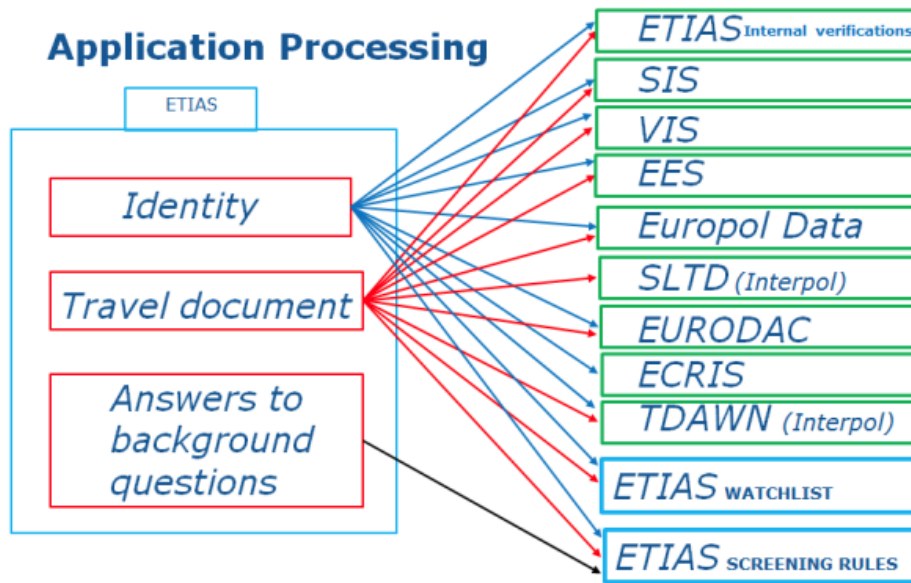 Application Processing
ETIAS
Identity
Travel document
Answers to
background
questions
ETIAS Internal verifications
SIS
VIS
EES
Europol Data
SLTD (Interpol)
EURODAC
ECRIS
TDAWN (Interpol)
ETIAS WATCHLIST
ETIAS SCREENING RULES